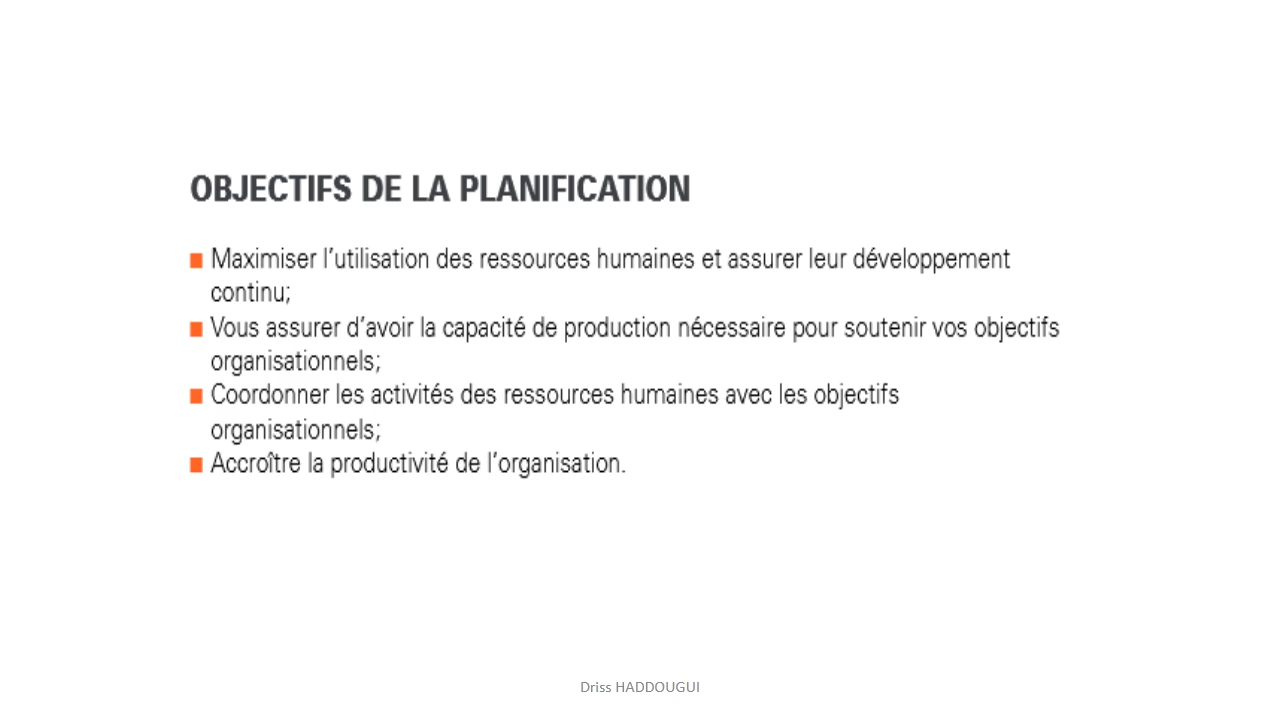 OBJECTIFS DE LA PLANIFICATION
Maximiser l’utilisation des ressources humaines et assurer leur développement
continu;
Vous assurer d’avoir la capacité de production nécessaire pour soutenir vos objectifs
organisationnels;
Coordonner les activités des ressources humaines avec les objectifs
organisationnels;
Accroître la productivité de l’organisation.
Driss HADDOUGUI